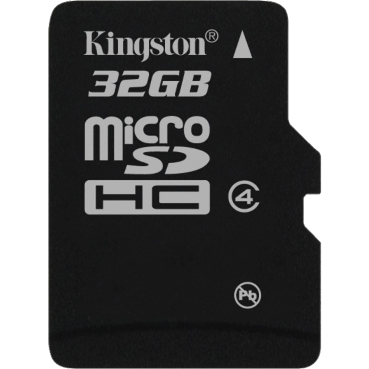 Kingston®
32GB
micro
SD
HC 4
Pb